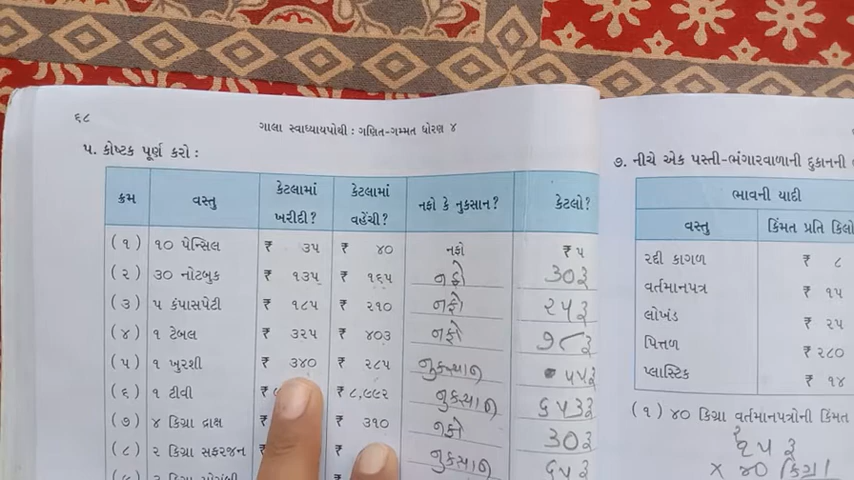 ૬૮
ગાલા સ્વાધ્યાયપોથી : ગણિત-ગમ્મત ધોરણ ૪
૫. કોષ્ટક પૂર્ણ કરો :
ક્રમ વસ્તુ કેટલામાં ખરીદી? કેટલામાં વહેંચી? નફો કે નુકસાન? કેટલો?
(૧) ૧૦ પેન્સિલ ₹ ૩૫ ₹ ૪૦ નફો ₹ ૫
(૨) ૩૦ નોટબુક ₹ ૧૩૫ ₹ ૧૬૫ નફો ૩૦રૂ
(૩) ૫ કંપાસપેટી ₹ ૧૮૫ ₹ ૨૧૦ નફો ૨૫રૂ
(૪) ૧ ટેબલ ₹ ૩૨૫ ₹ ૪૦૩ નફો ૭૮રૂ
(૫) ૧ ખુરશી ₹ ૩૪૦ ₹ ૨૮૫ નુકસાન ૫૫રૂ
(૬) ૧ ટીવી ₹ ₹ ૮,૭૯૨ નુકસાન
(૭) ૪ કિગ્રા દ્રાક્ષ ₹ ₹ ૩૧૦ નફો ૩૦રૂ
(૮) ૨ કિગ્રા સફરજન ₹ ₹ નુકસાન ૬૫રૂ
૭. નીચે એક પસ્તી-ભંગારવાળાની દુકાનની
ભાવની યાદી
વસ્તુ કિંમત પ્રતિ કિલો
રદ્દી કાગળ ₹ ૮
વર્તમાનપત્ર ₹ ૧૫
લોખંડ ₹ ૨૫
પિત્તળ ₹ ૨૮૦
પ્લાસ્ટિક ₹ ૧૪
(૧) ૪૦ કિગ્રા વર્તમાનપત્રોની કિંમત
૧૫ રૂ
× ૪૦ કિગ્રા